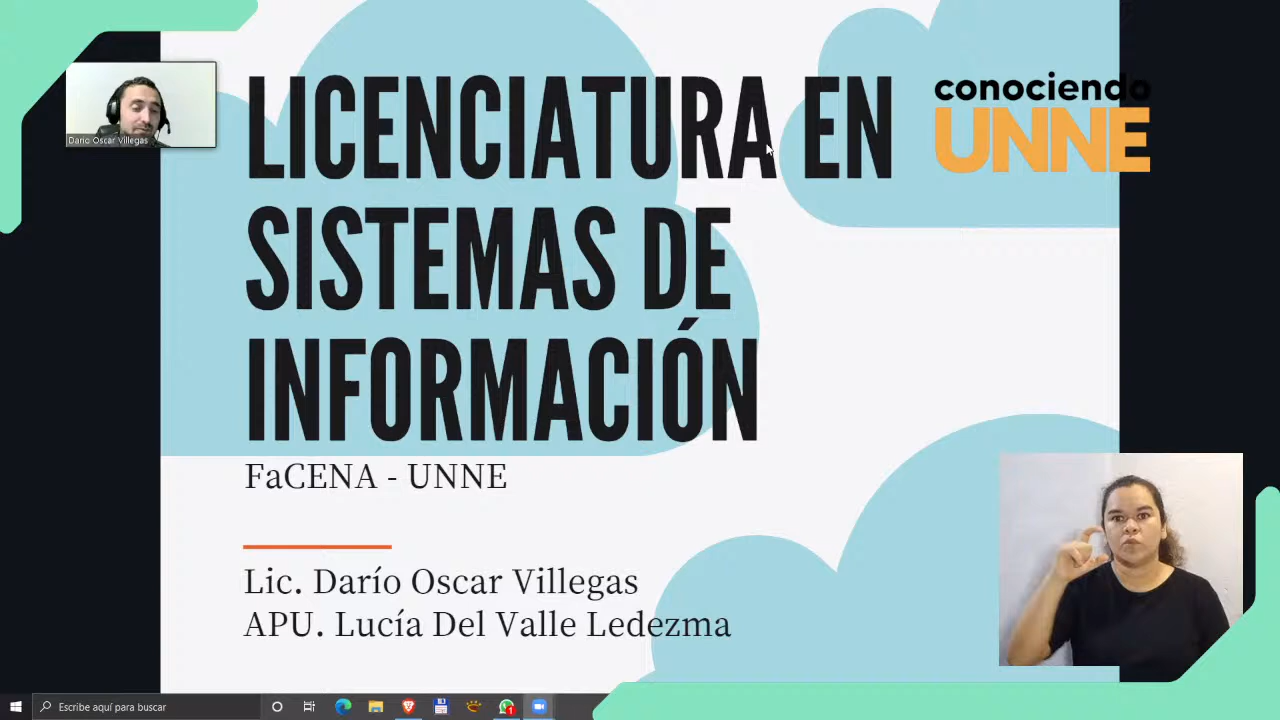 LICENCIATURA EN
SISTEMAS DE
INFORMACIÓN
conociendo
UNNE
Dario Oscar Villegas
FaCENA - UNNE
Lic. Darío Oscar Villegas
APU. Lucía Del Valle Ledezma
Escribe aquí para buscar
1